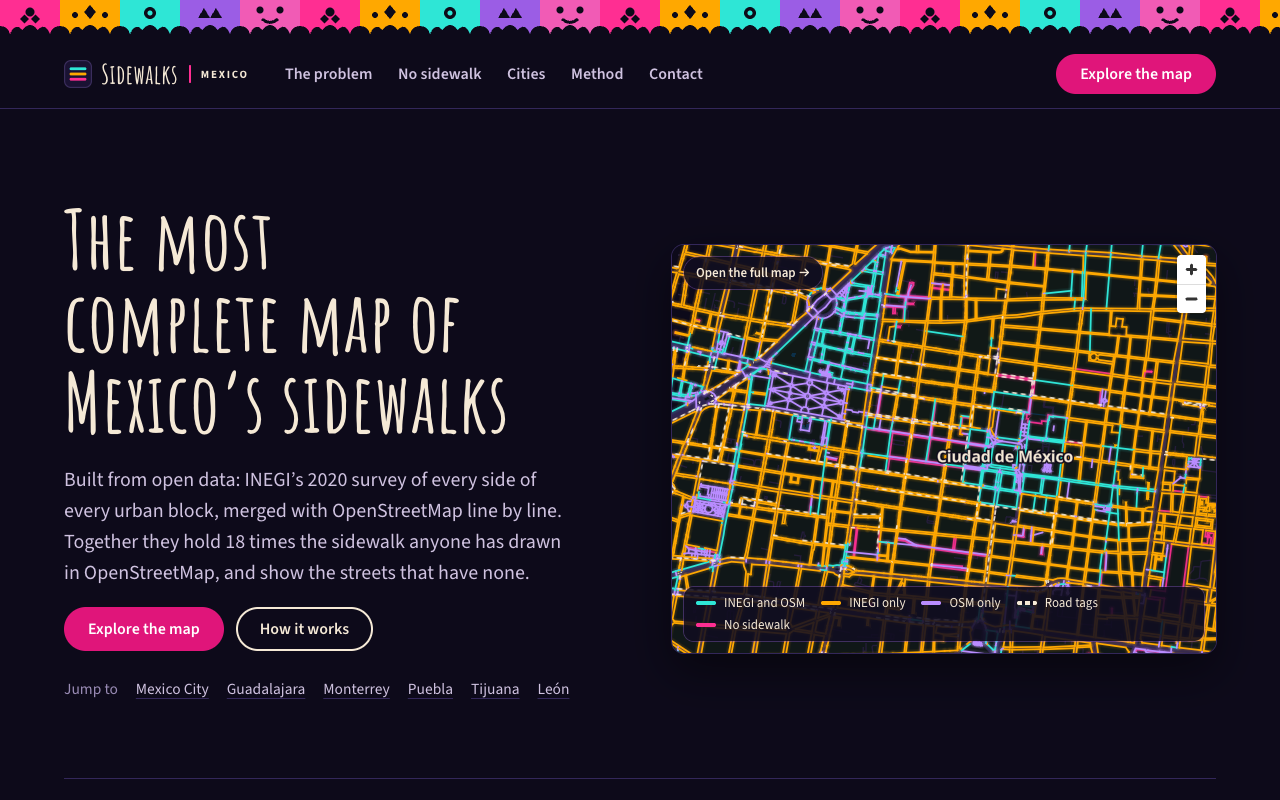 Sidewalks
MEXICO
The problem
No sidewalk
Cities
Method
Contact
Explore the map
The most
complete map of
Mexico’s sidewalks
Built from open data: INEGI’s 2020 survey of every side of
every urban block, merged with OpenStreetMap line by line.
Together they hold 18 times the sidewalk anyone has drawn
in OpenStreetMap, and show the streets that have none.
Explore the map
How it works
Jump to Mexico City Guadalajara Monterrey Puebla Tijuana León
Open the full map →
+
−
Ciudad de México
INEGI and OSM
INEGI only
OSM only
Road tags
No sidewalk